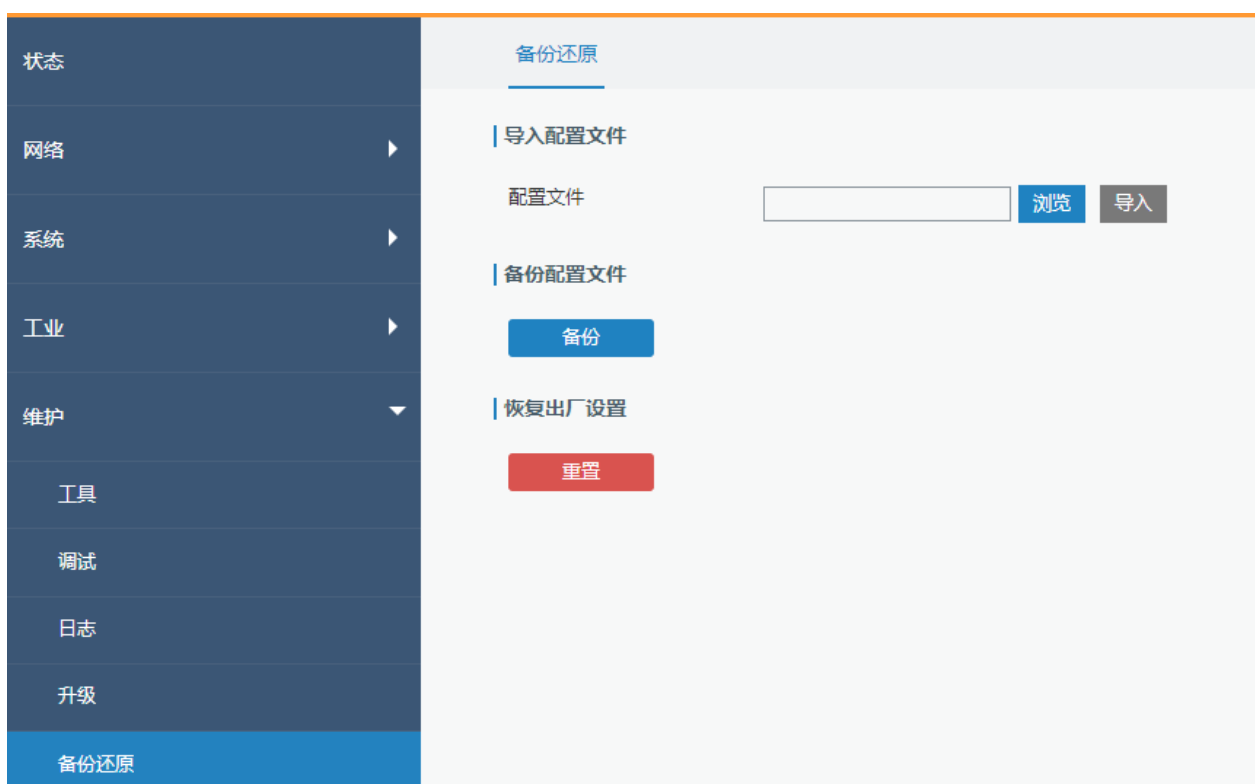 状态
网络
系统
工业
维护
工具
调试
日志
升级
备份还原
备份还原
导入配置文件
配置文件 浏览 导入
备份配置文件
备份
恢复出厂设置
重置